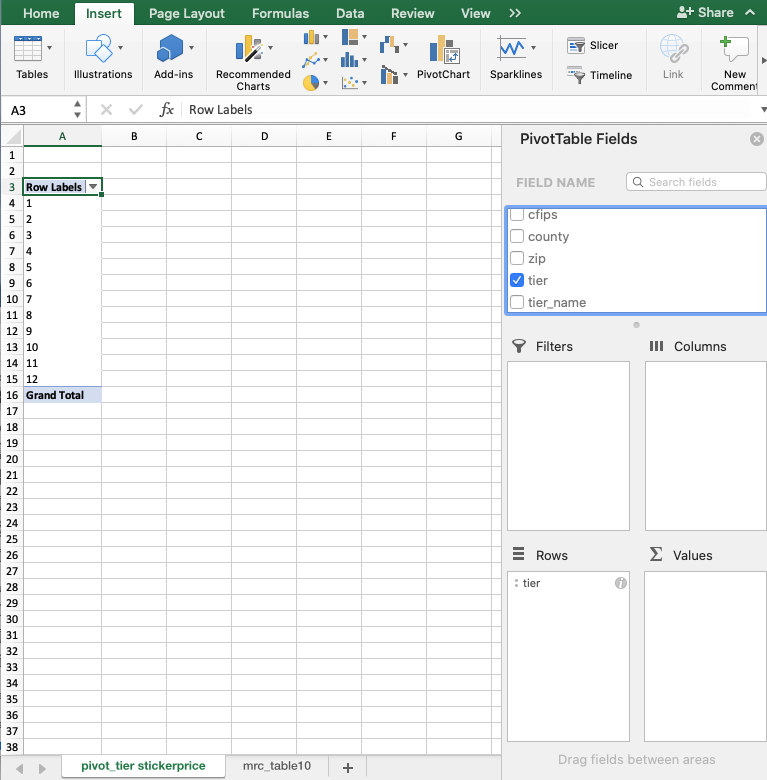 Home Insert Page Layout Formulas Data Review View >> Share
Tables Illustrations Add-ins Recommended Charts PivotChart Sparklines Slicer Timeline Link New Commen
A3 fx Row Labels
A B C D E F G
1
2
3 Row Labels
4 1
5 2
6 3
7 4
8 5
9 6
10 7
11 8
12 9
13 10
14 11
15 12
16 Grand Total
17
18
19
20
21
22
23
24
25
26
27
28
29
30
31
32
33
34
35
36
37
38
PivotTable Fields
FIELD NAME Search fields
cfips
county
zip
tier
tier_name
Filters Columns
Rows Σ Values
: tier i
Drag fields between areas
pivot_tier stickerprice mrc_table10 +